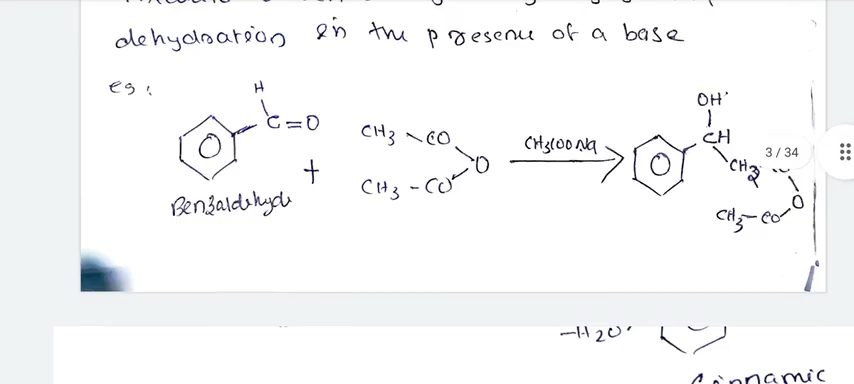 dehydration in the presence of a base
eg:
H
C=O
CH3 - CO
O
CH3 - CO
+
Benzaldehyde
CH3COONa
OH
CH
CH2
O
CH3-CO
3 / 34
-H2O
Cinnamic